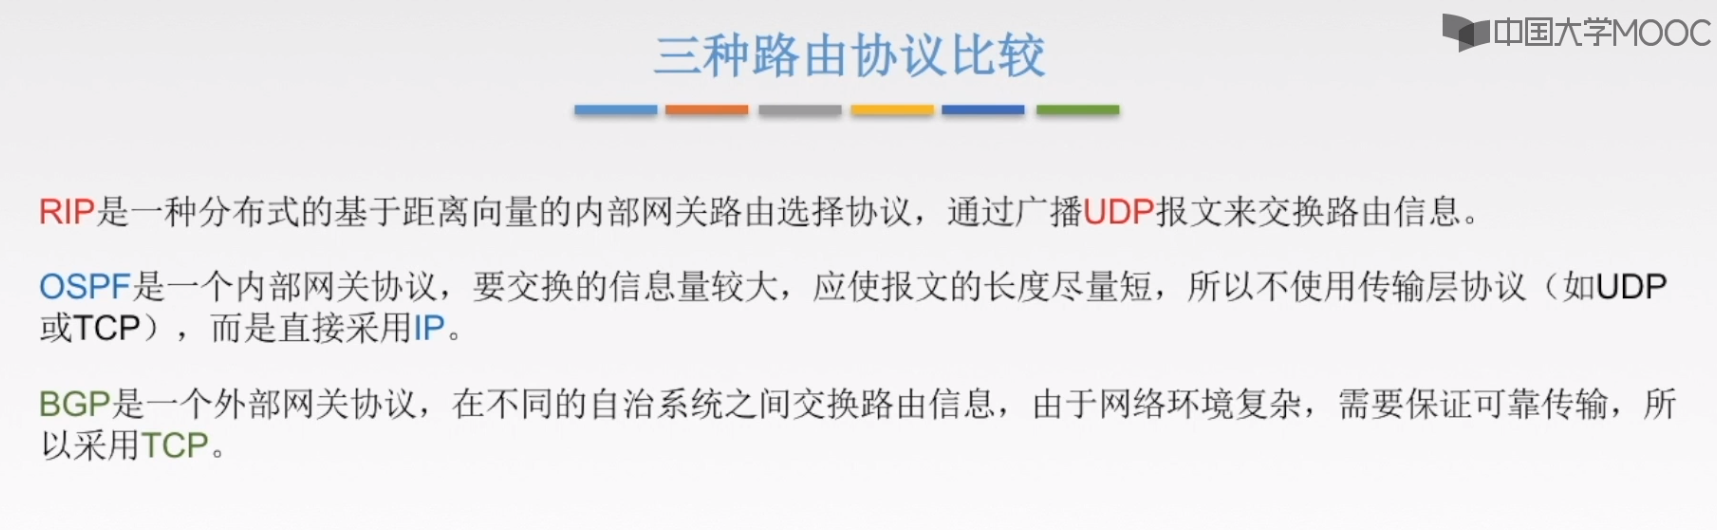 中国大学MOOC
三种路由协议比较
RIP是一种分布式的基于距离向量的内部网关路由选择协议，通过广播UDP报文来交换路由信息。
OSPF是一个内部网关协议，要交换的信息量较大，应使报文的长度尽量短，所以不使用传输层协议（如UDP
或TCP），而是直接采用IP。
BGP是一个外部网关协议，在不同的自治系统之间交换路由信息，由于网络环境复杂，需要保证可靠传输，所
以采用TCP。